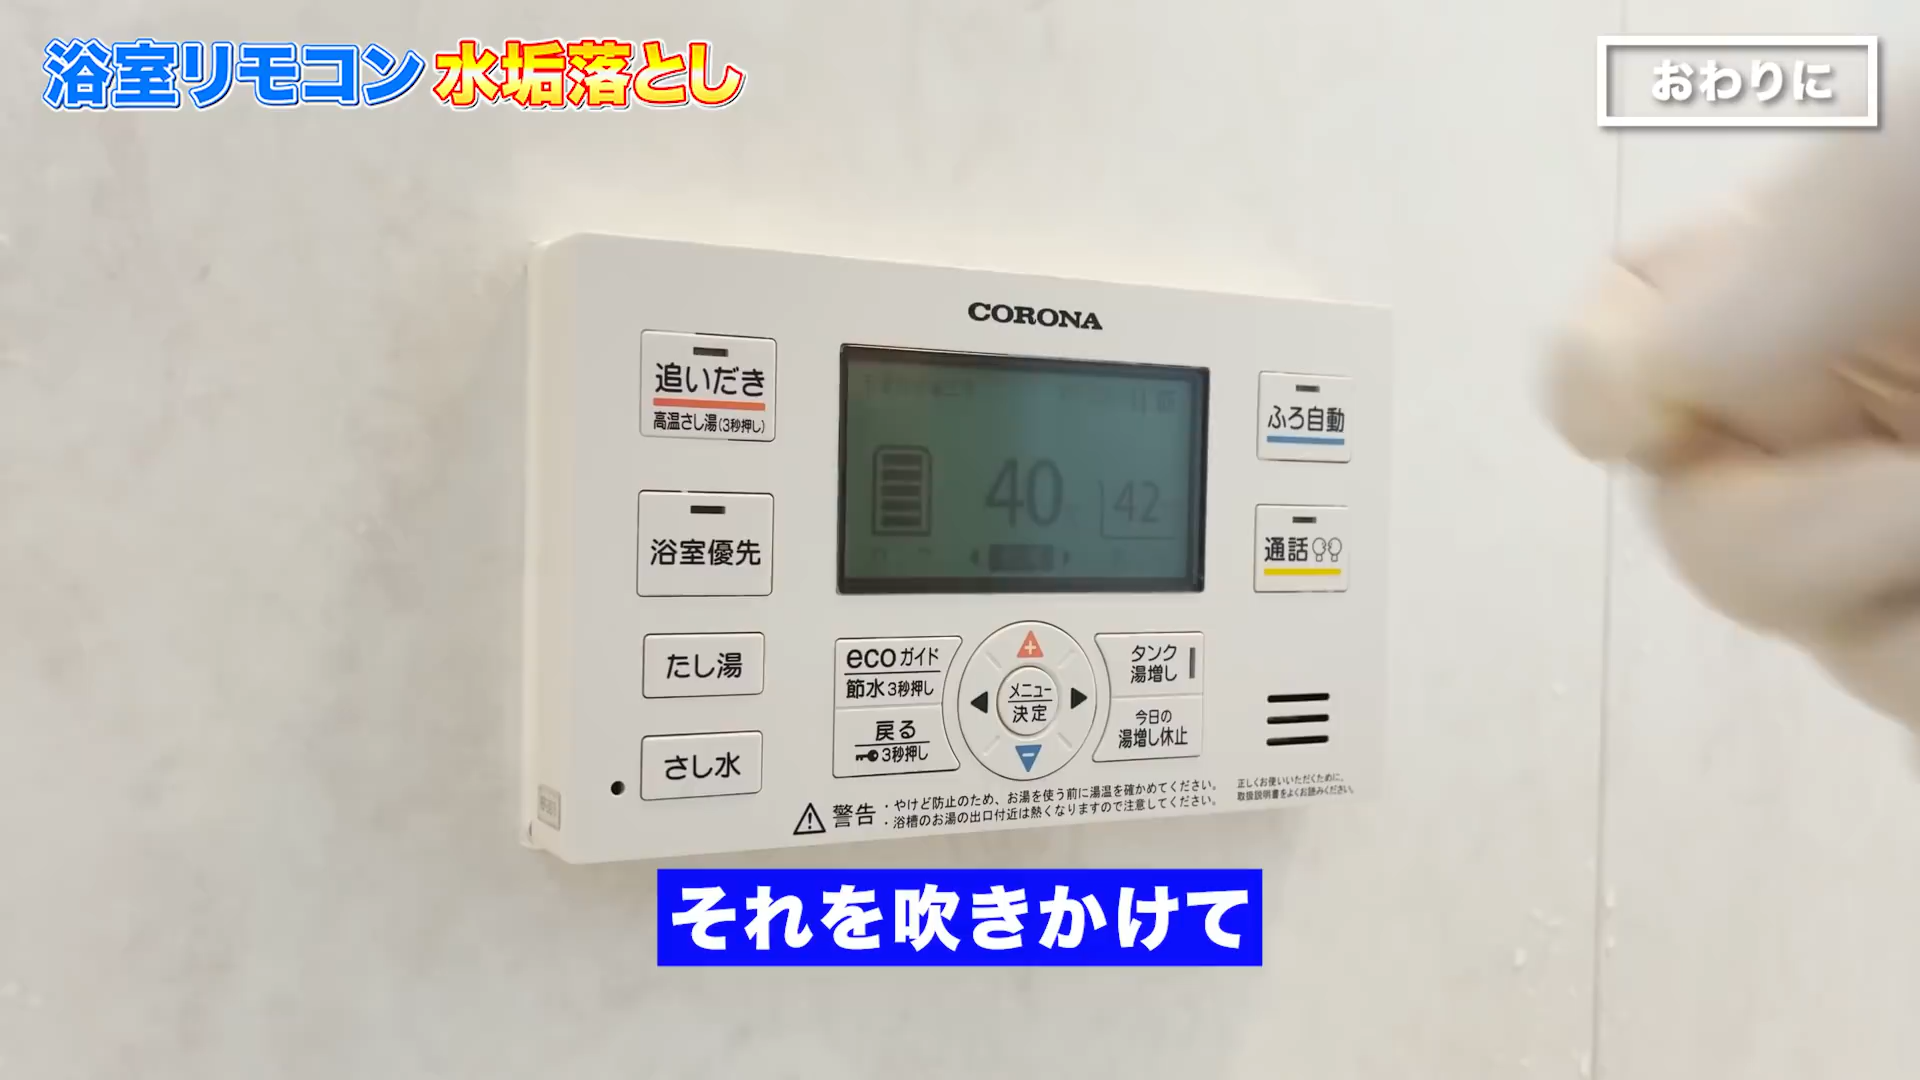 浴室リモコン 水垢落とし
おわりに
CORONA
追いだき
高温さし湯(3秒押し)
浴室優先
たし湯
さし水
40
42
ふろ自動
通話
ecoガイド
節水3秒押し
戻る
3秒押し
メニュー
決定
タンク
湯増し
今日の
湯増し休止
警告
・やけど防止のため、お湯を使う前に湯温を確かめてください。
・浴槽のお湯の出口付近は熱くなりますので注意してください。
正しくお使いいただくために、
取扱説明書をよくお読みください。
それを吹きかけて